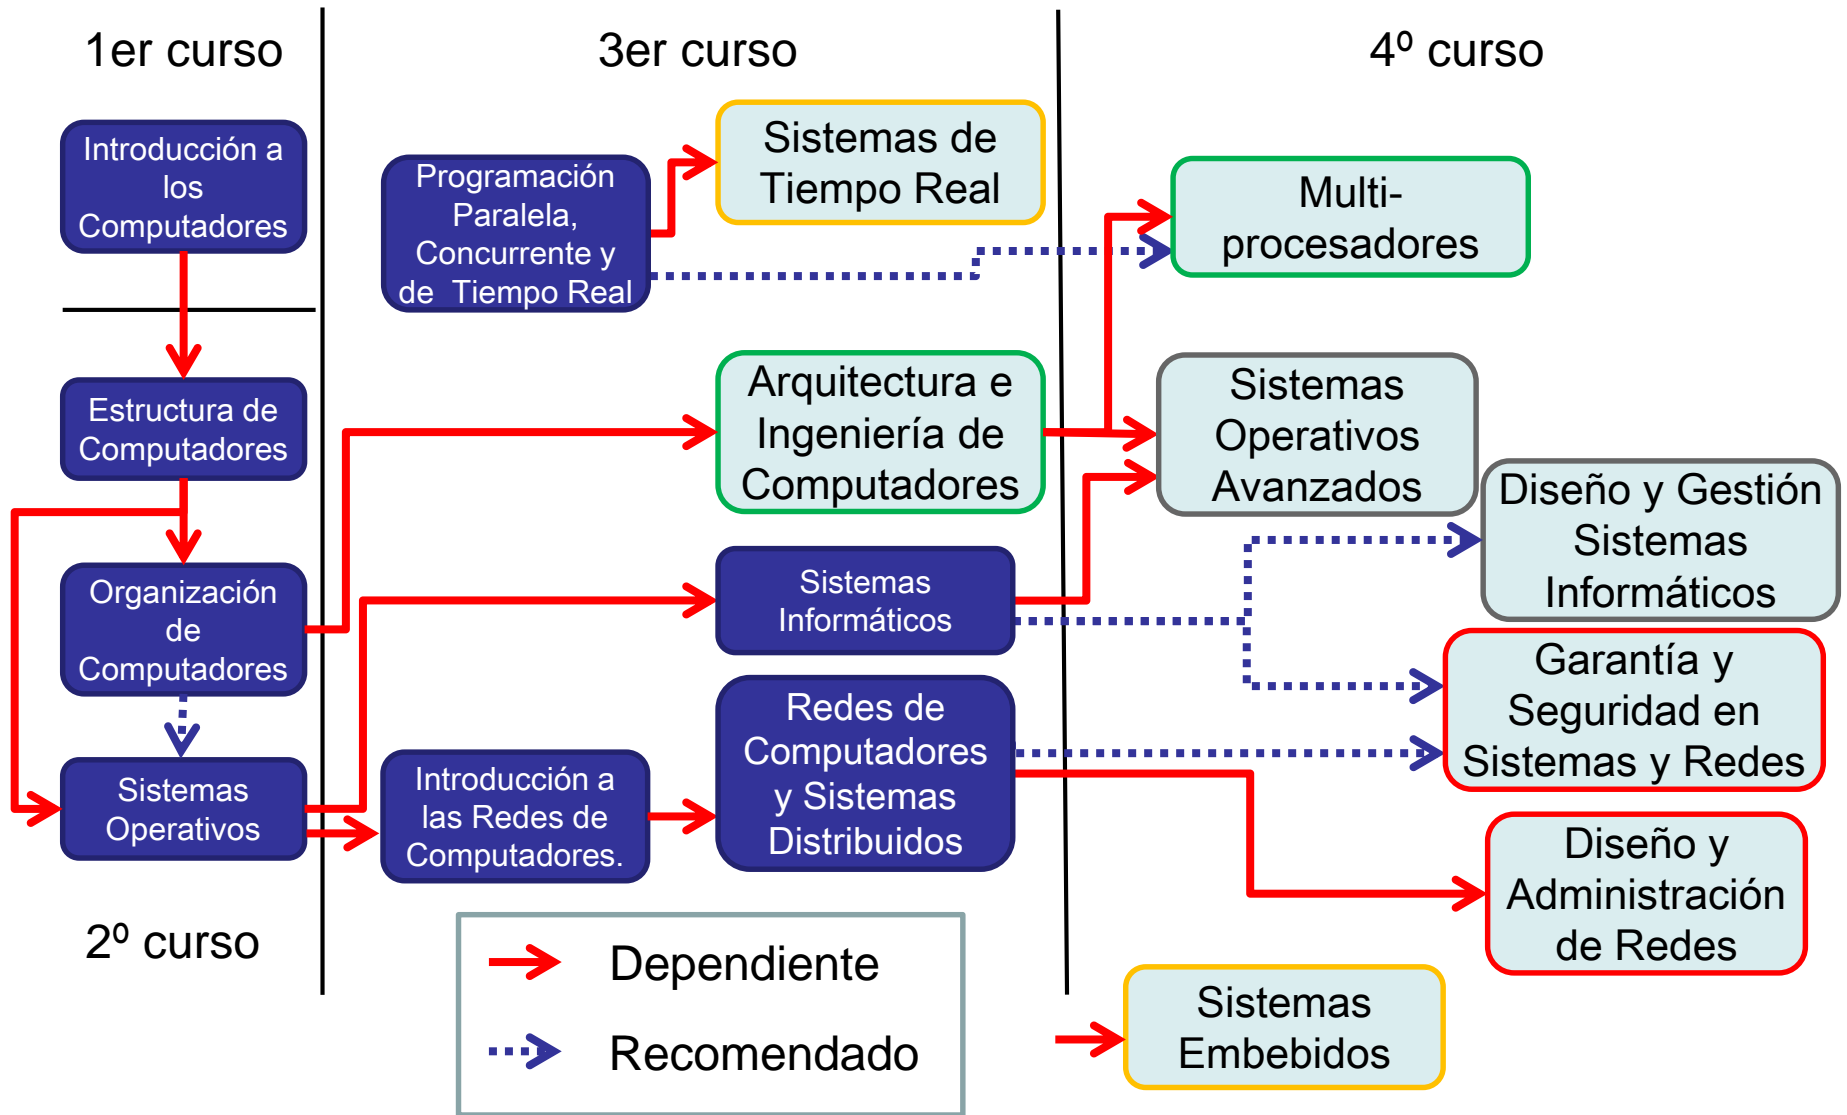 1er curso
Introducción a
los
Computadores
Estructura de
Computadores
Organización
de
Computadores
Sistemas
Operativos
2º curso
3er curso
Programación
Paralela,
Concurrente y
de Tiempo Real
Sistemas de
Tiempo Real
Arquitectura e
Ingeniería de
Computadores
Sistemas
Informáticos
Introducción a
las Redes de
Computadores.
Redes de
Computadores
y Sistemas
Distribuidos
4º curso
Multi-
procesadores
Sistemas
Operativos
Avanzados
Diseño y Gestión
Sistemas
Informáticos
Garantía y
Seguridad en
Sistemas y Redes
Diseño y
Administración
de Redes
Sistemas
Embebidos
Dependiente
Recomendado